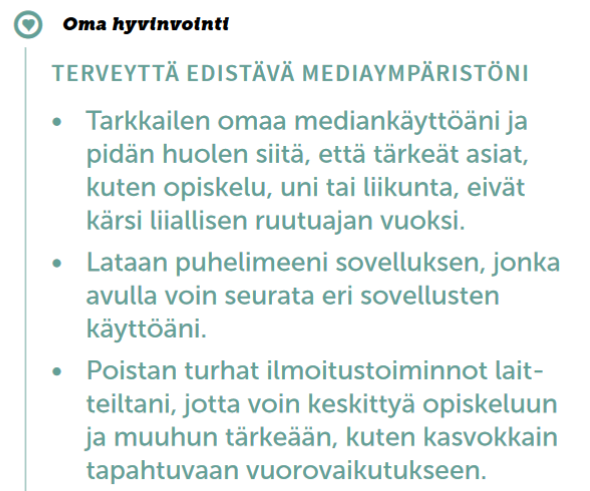 Oma hyvinvointi
TERVEYTTÄ EDISTÄVÄ MEDIAYMPÄRISTÖNI
• Tarkkailen omaa mediankäyttöäni ja
pidän huolen siitä, että tärkeät asiat,
kuten opiskelu, uni tai liikunta, eivät
kärsi liiallisen ruutuajan vuoksi.
• Lataan puhelimeeni sovelluksen, jonka
avulla voin seurata eri sovellusten
käyttöäni.
• Poistan turhat ilmoitustoiminnot lait-
teiltani, jotta voin keskittyä opiskeluun
ja muuhun tärkeään, kuten kasvokkain
tapahtuvaan vuorovaikutukseen.